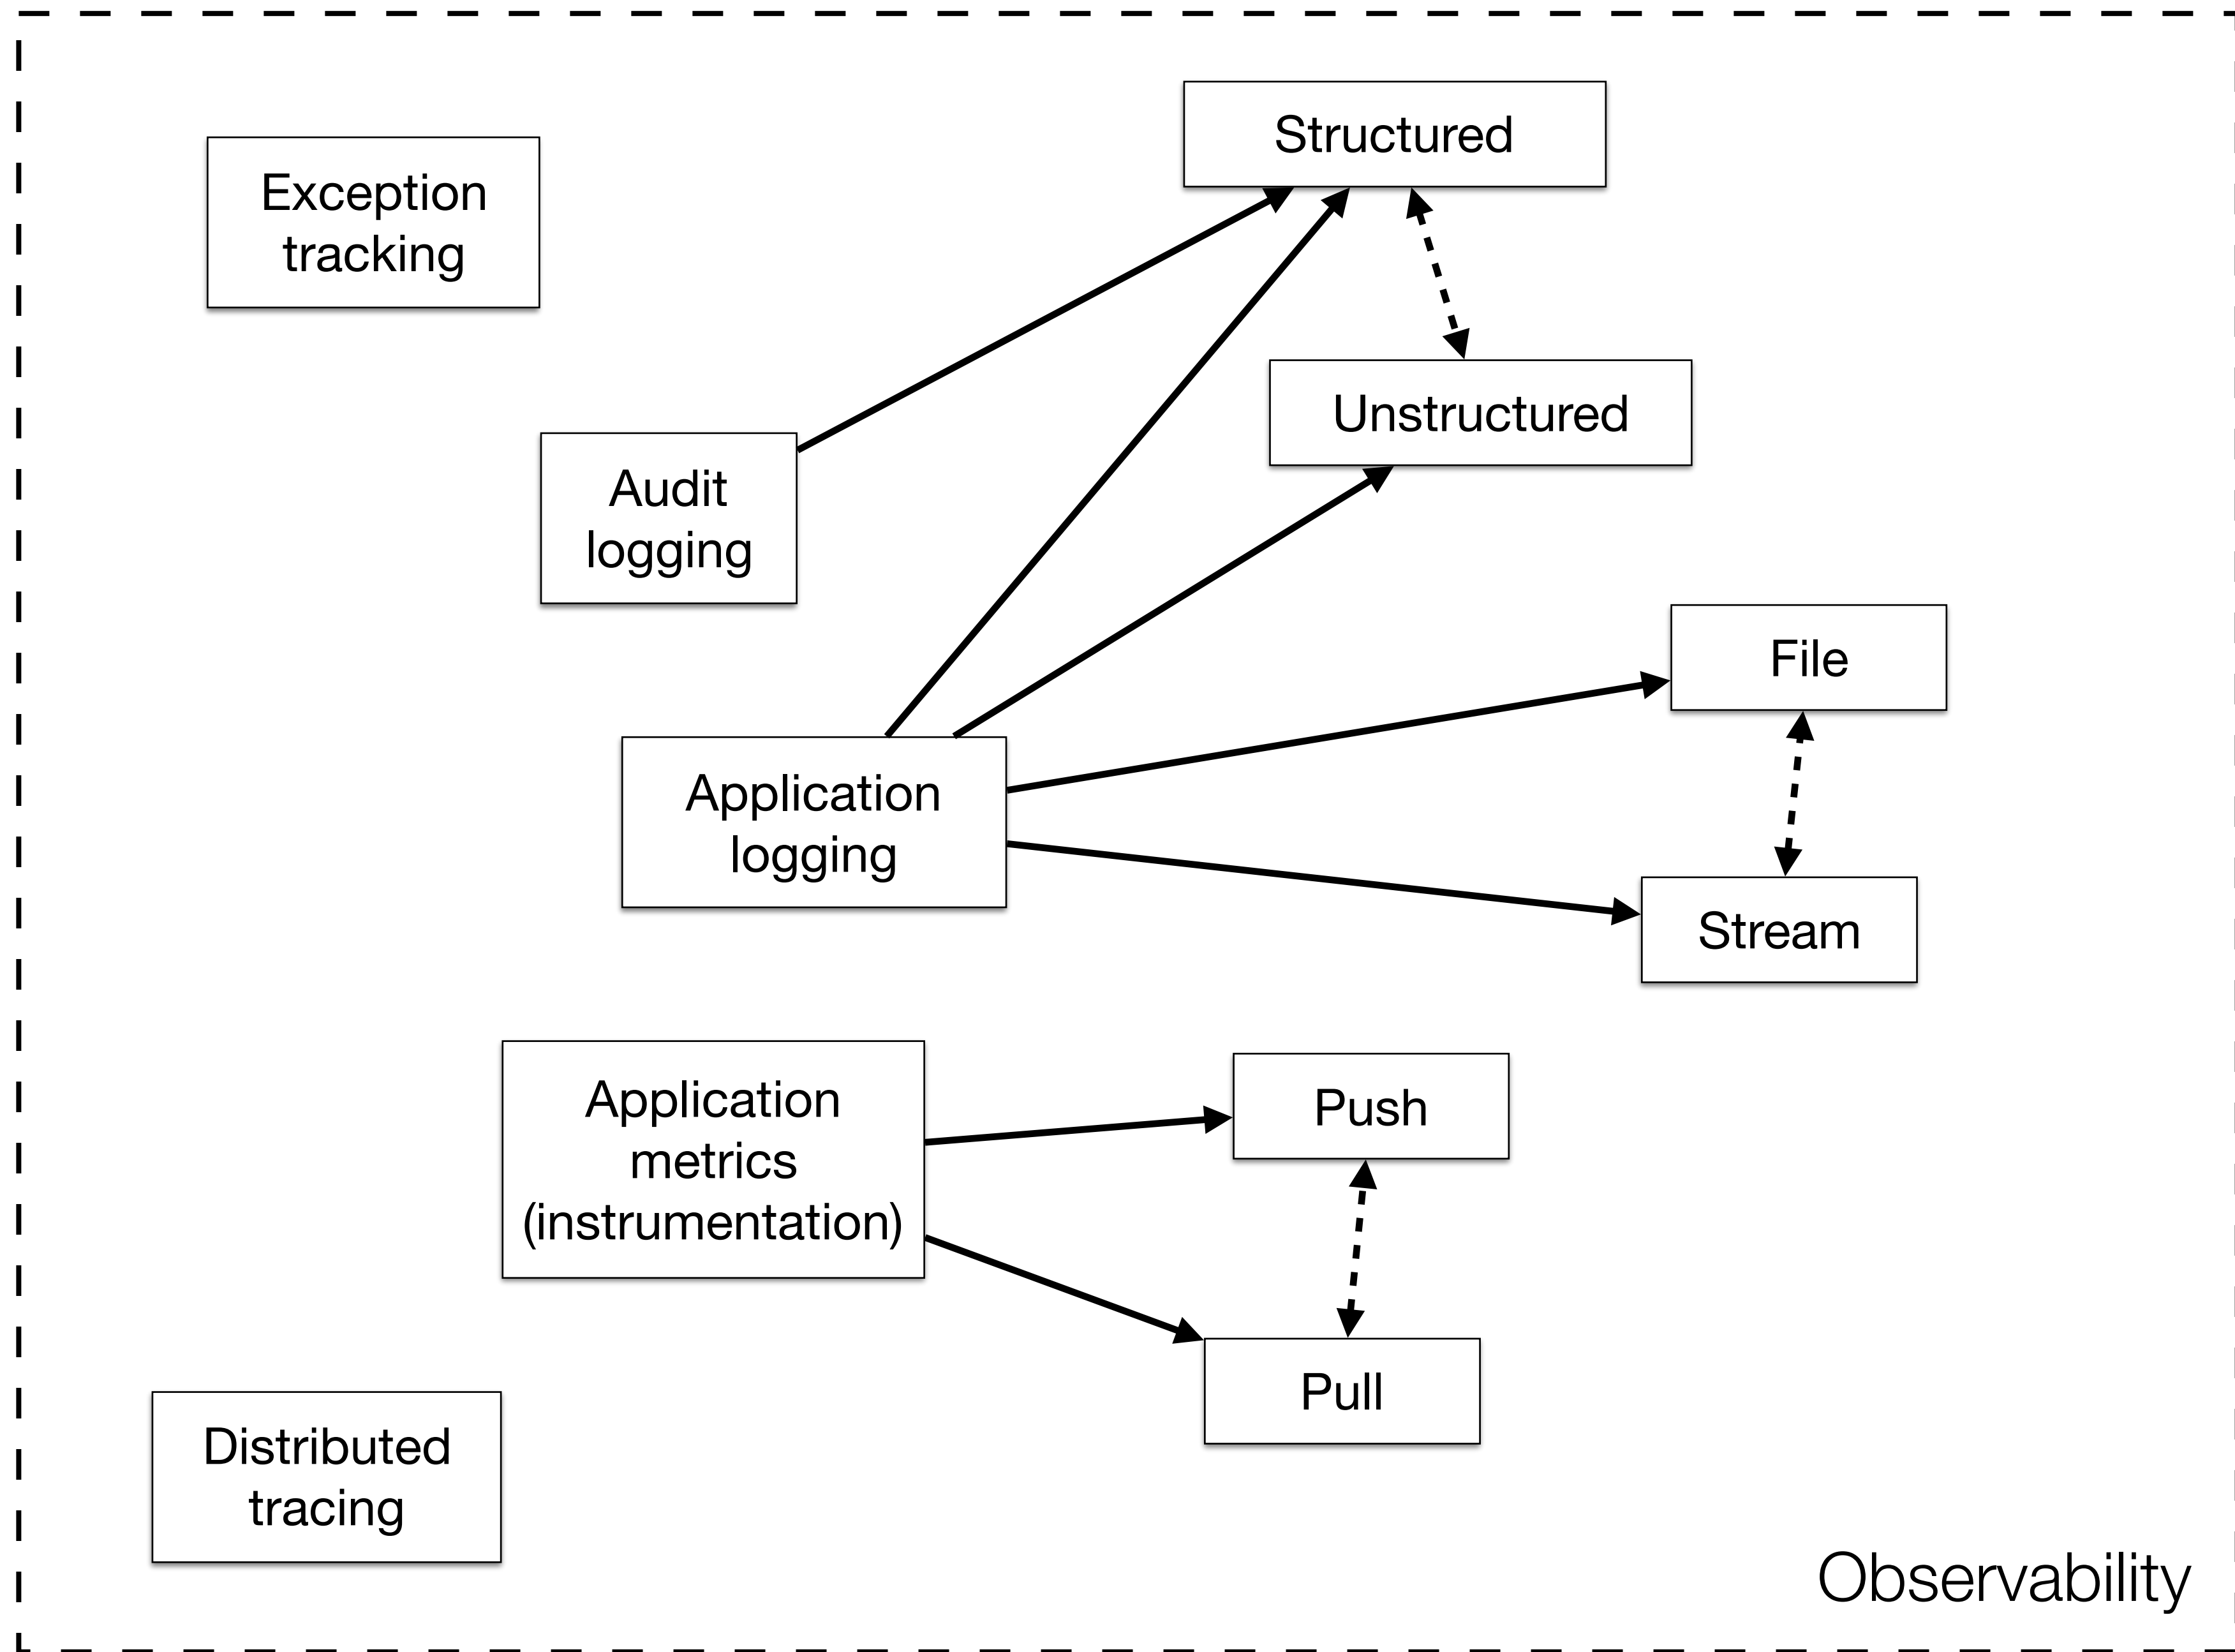 Structured
Exception
tracking
Unstructured
Audit
logging
File
Application
logging
Stream
Application
metrics
(instrumentation)
Push
Pull
Distributed
tracing
Observability